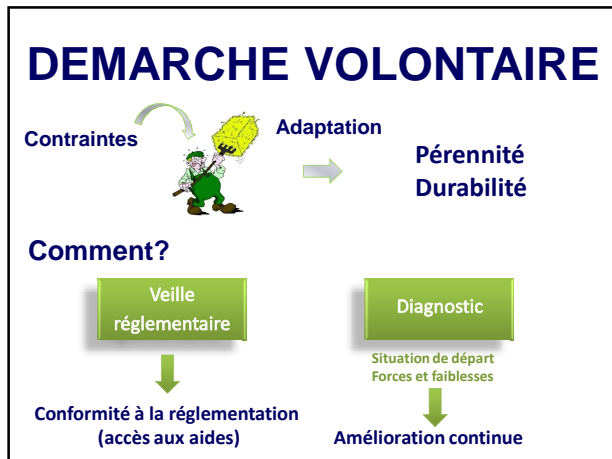 DEMARCHE VOLONTAIRE
Contraintes
Adaptation
Pérennité
Durabilité
Comment?
Veille
réglementaire
Diagnostic
Situation de départ
Forces et faiblesses
Conformité à la réglementation
(accès aux aides)
Amélioration continue